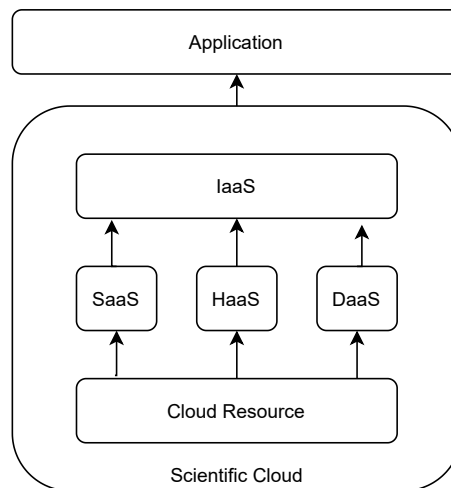 Application
IaaS
SaaS
HaaS
DaaS
Cloud Resource
Scientific Cloud